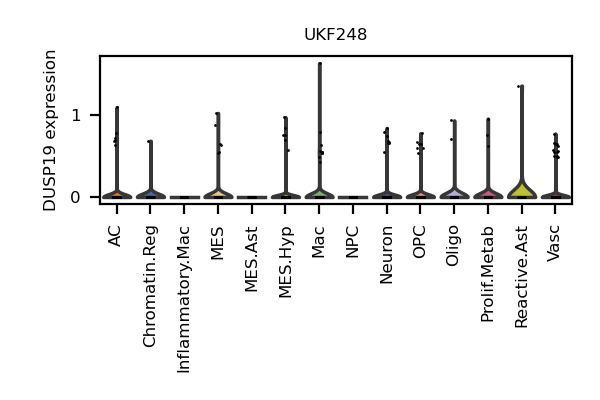 UKF248
DUSP19 expression
1
0
AC
Chromatin.Reg
Inflammatory.Mac
MES
MES.Ast
MES.Hyp
Mac
NPC
Neuron
OPC
Oligo
Prolif.Metab
Reactive.Ast
Vasc